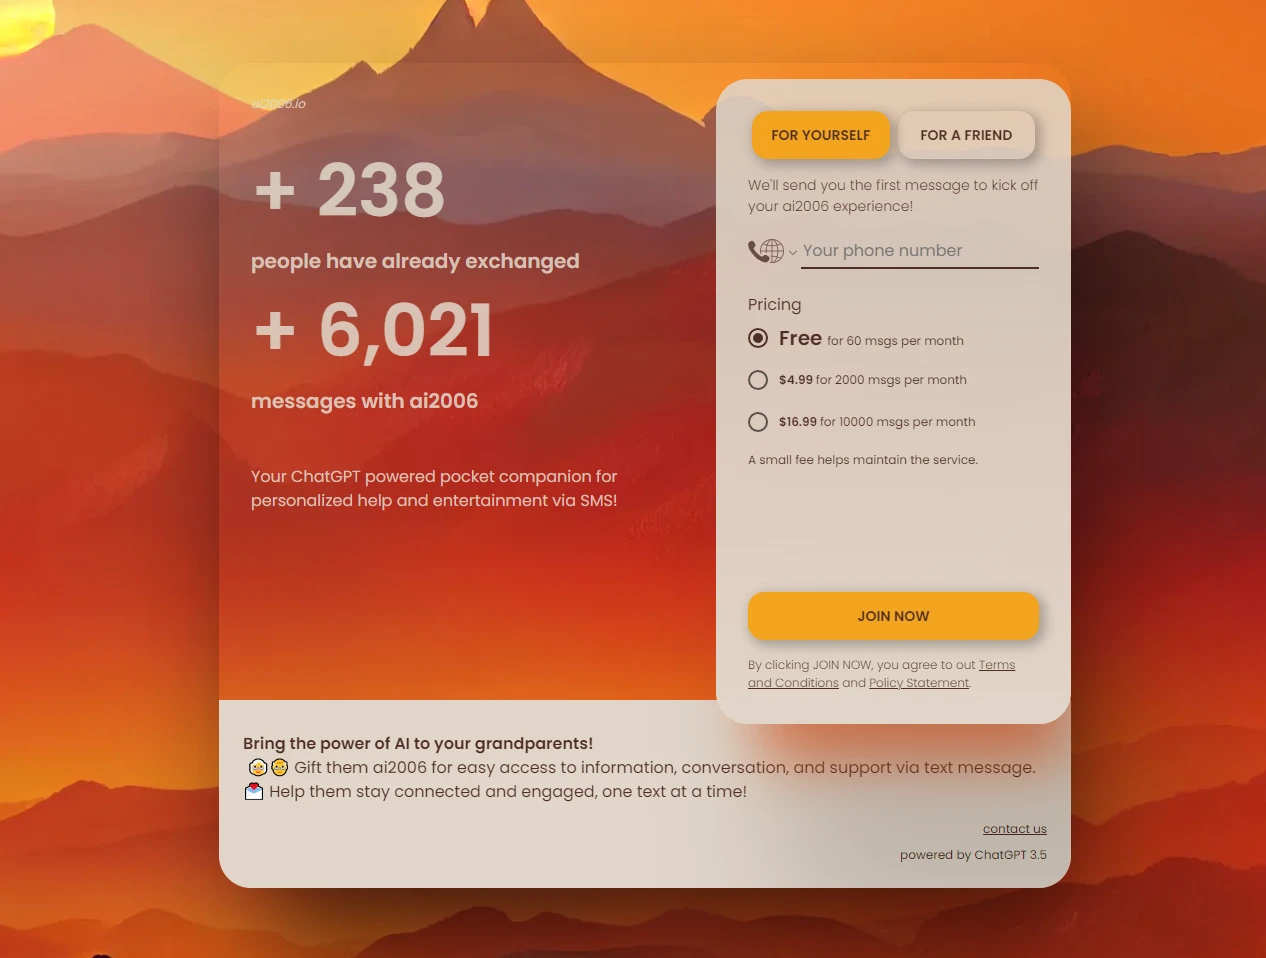 ai2006.io
+ 238
people have already exchanged
+ 6,021
messages with ai2006
Your ChatGPT powered pocket companion for
personalized help and entertainment via SMS!
FOR YOURSELF
FOR A FRIEND
We'll send you the first message to kick off
your ai2006 experience!
Your phone number
Pricing
Free for 60 msgs per month
$4.99 for 2000 msgs per month
$16.99 for 10000 msgs per month
A small fee helps maintain the service.
JOIN NOW
By clicking JOIN NOW, you agree to out Terms
and Conditions and Policy Statement.
Bring the power of AI to your grandparents!
Gift them ai2006 for easy access to information, conversation, and support via text message.
Help them stay connected and engaged, one text at a time!
contact us
powered by ChatGPT 3.5